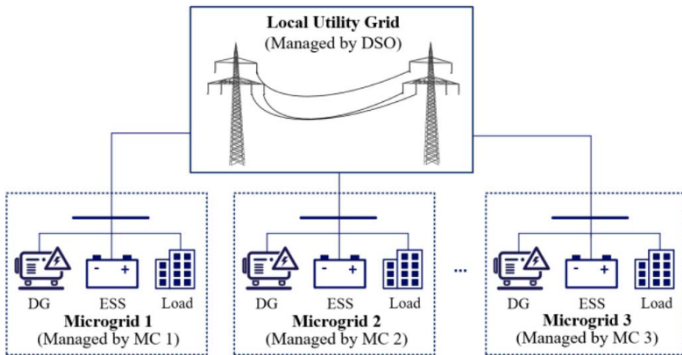 Local Utility Grid
(Managed by DSO)
DG ESS Load
Microgrid 1
(Managed by MC 1)
DG ESS Load
Microgrid 2
(Managed by MC 2)
...
DG ESS Load
Microgrid 3
(Managed by MC 3)